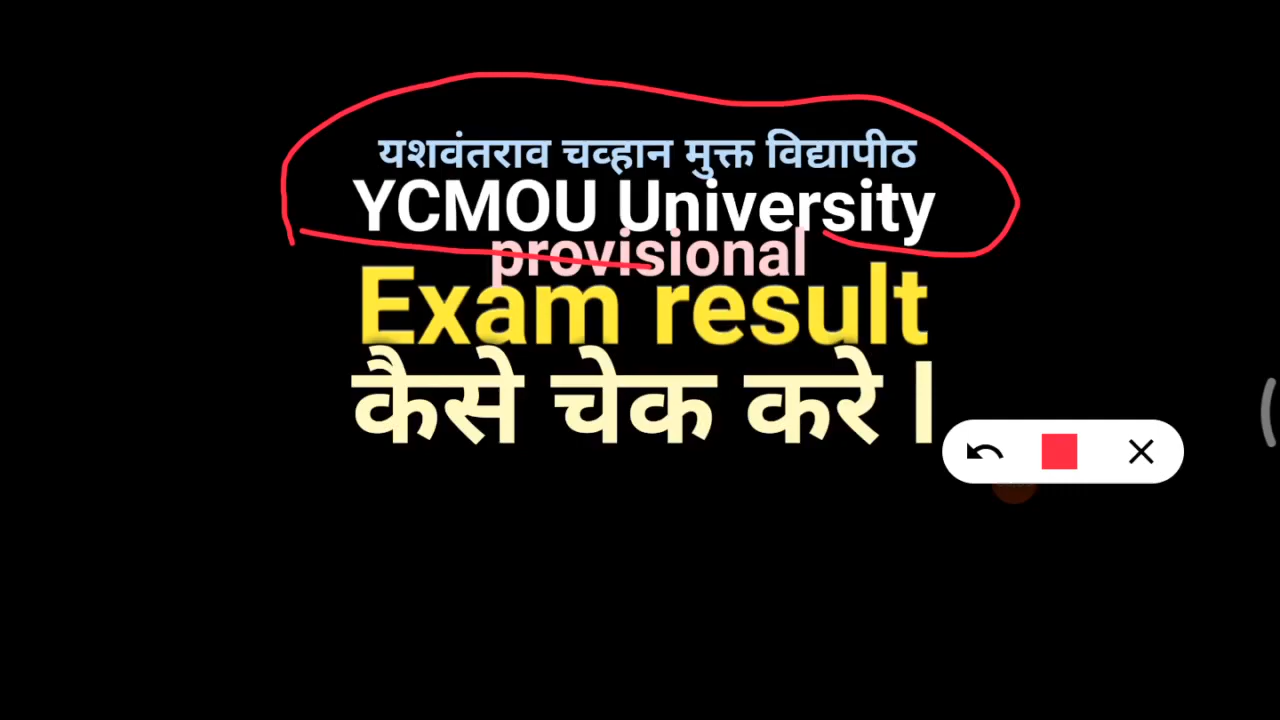 यशवंतराव चव्हान मुक्त विद्यापीठ
YCMOU University
provisional
Exam result
कैसे चेक करे l